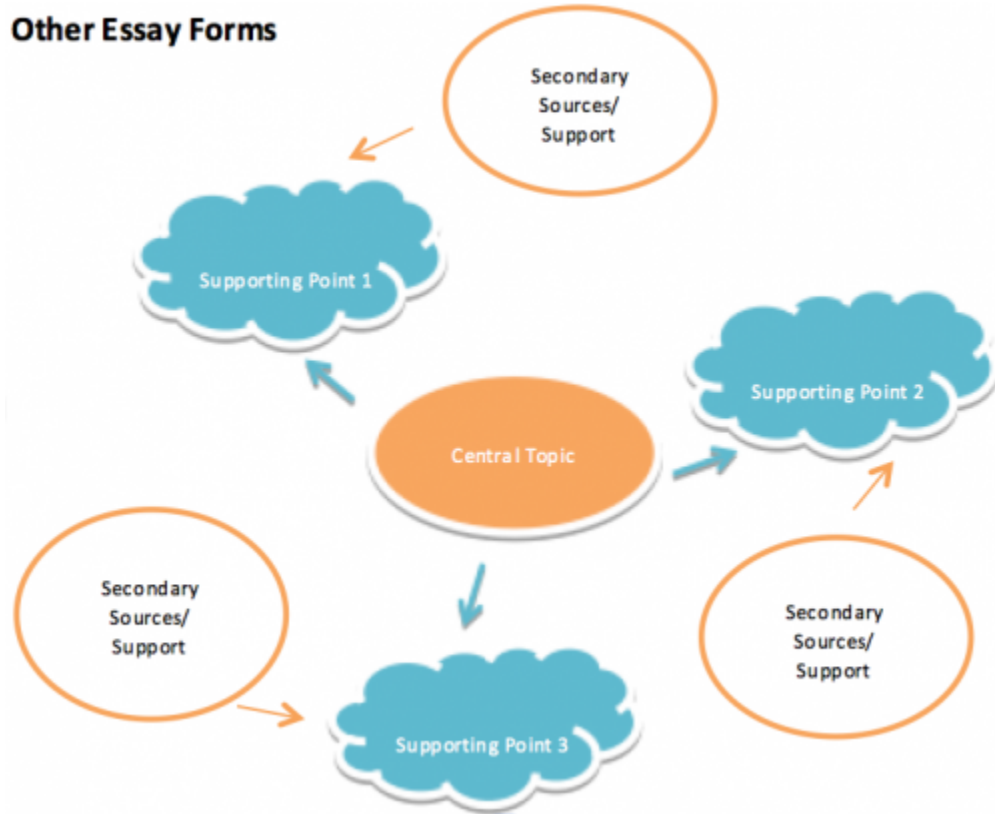 Other Essay Forms
Secondary
Sources/
Support
Supporting Point 1
Supporting Point 2
Central Topic
Secondary
Sources/
Support
Secondary
Sources/
Support
Supporting Point 3